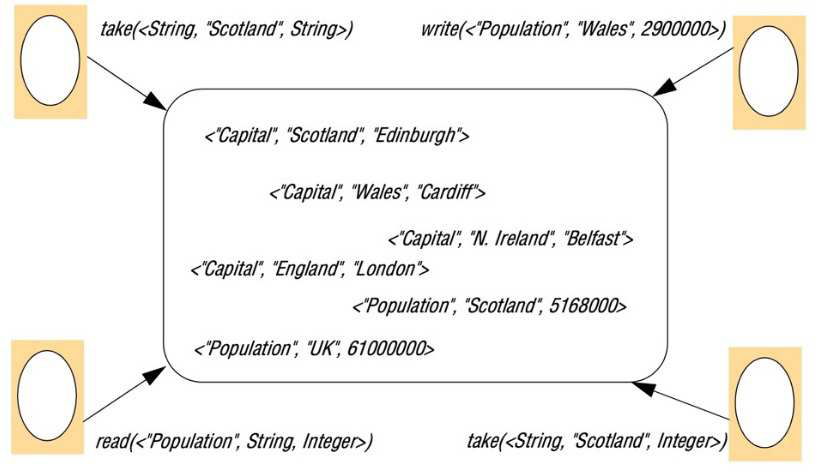 take(<String, "Scotland", String>)
write(<"Population", "Wales", 2900000>)
<"Capital", "Scotland", "Edinburgh">
<"Capital", "Wales", "Cardiff">
<"Capital", "N. Ireland", "Belfast">
<"Capital", "England", "London">
<"Population", "Scotland", 5168000>
<"Population", "UK", 61000000>
read(<"Population", String, Integer>)
take(<String, "Scotland", Integer>)